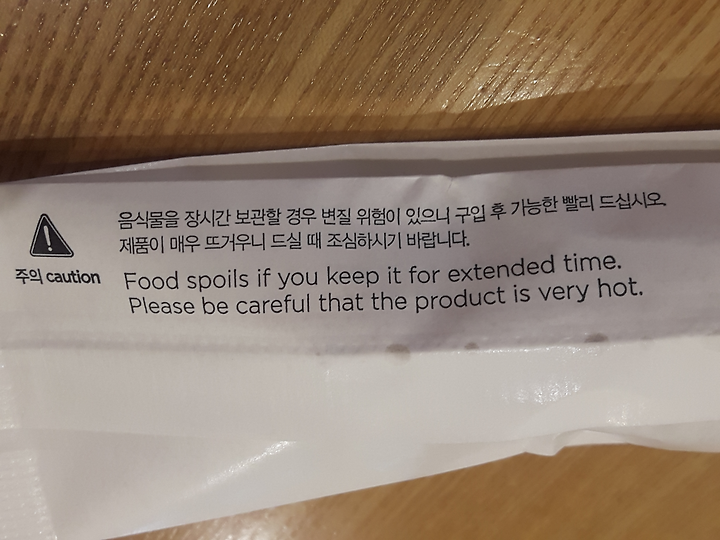 음식물을 장시간 보관할 경우 변질 위험이 있으니 구입 후 가능한 빨리 드십시오.
제품이 매우 뜨거우니 드실 때 조심하시기 바랍니다.
주의 caution
Food spoils if you keep it for extended time.
Please be careful that the product is very hot.